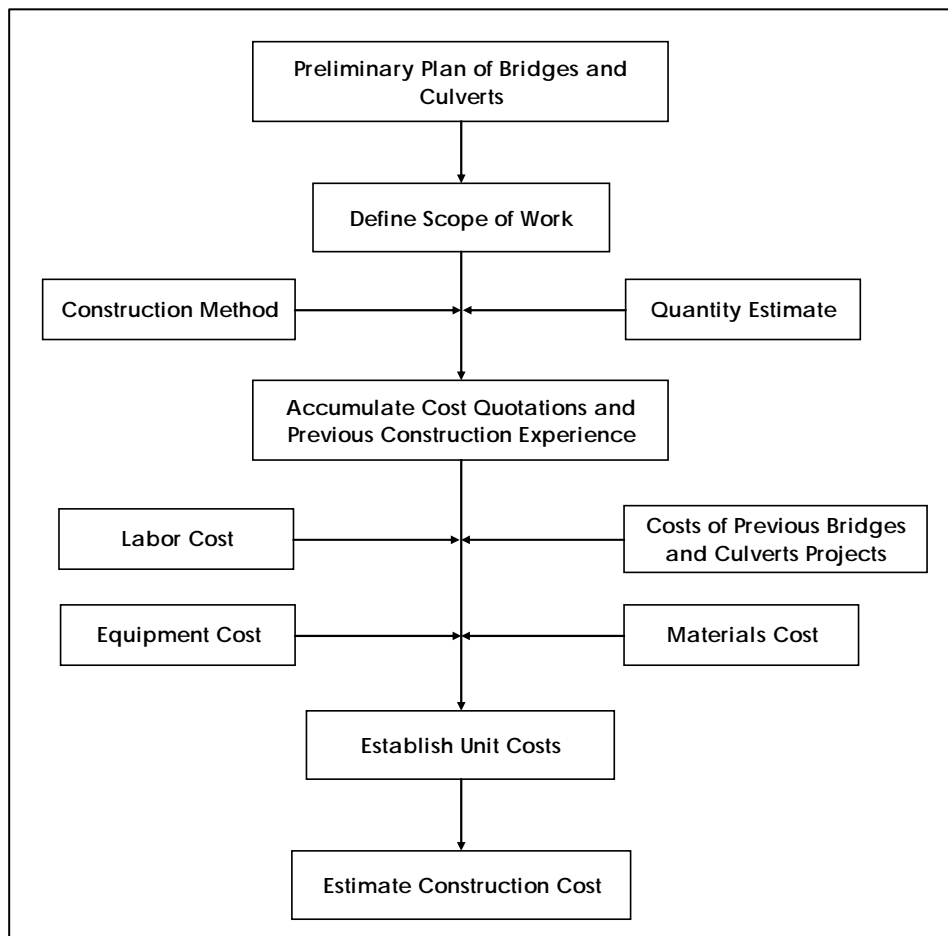 Preliminary Plan of Bridges and
Culverts
Define Scope of Work
Construction Method
Quantity Estimate
Accumulate Cost Quotations and
Previous Construction Experience
Labor Cost
Costs of Previous Bridges
and Culverts Projects
Equipment Cost
Materials Cost
Establish Unit Costs
Estimate Construction Cost